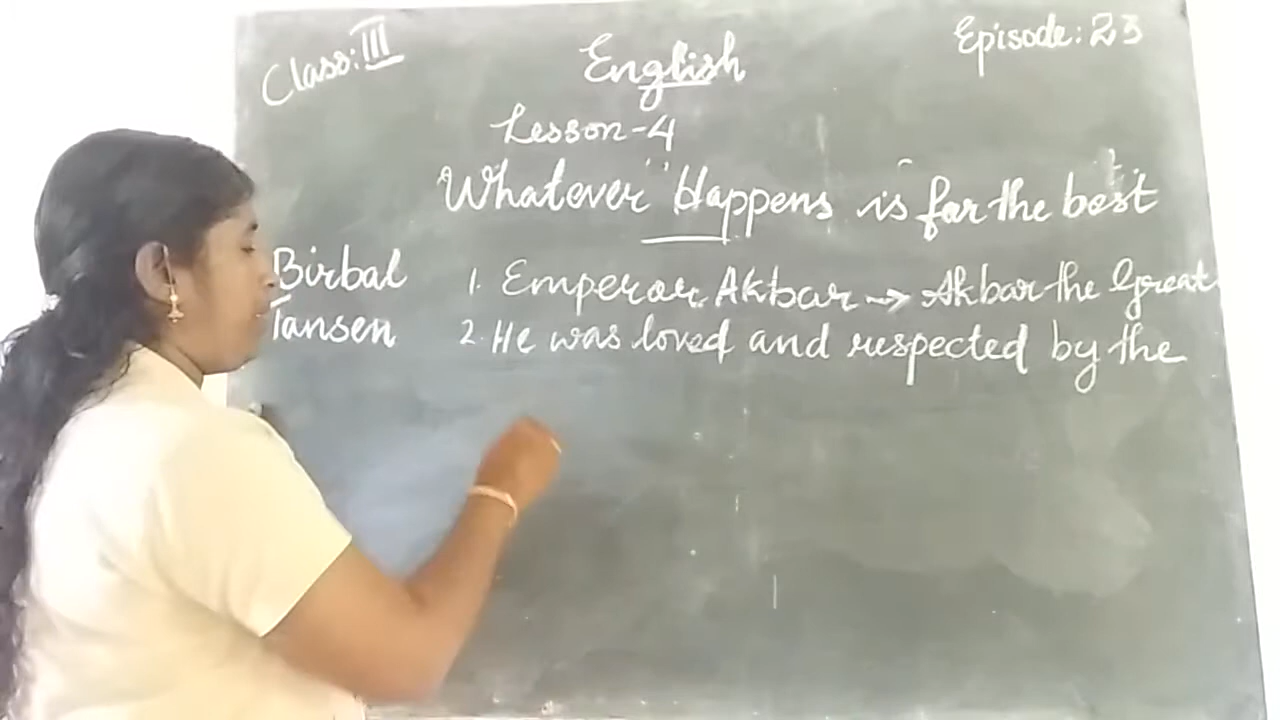 Class: III
English
Episode: 23
Lesson-4
Whatever Happens is for the best
Birbal
Tansen
1. Emperor Akbar → Akbar the Great
2. He was loved and respected by the